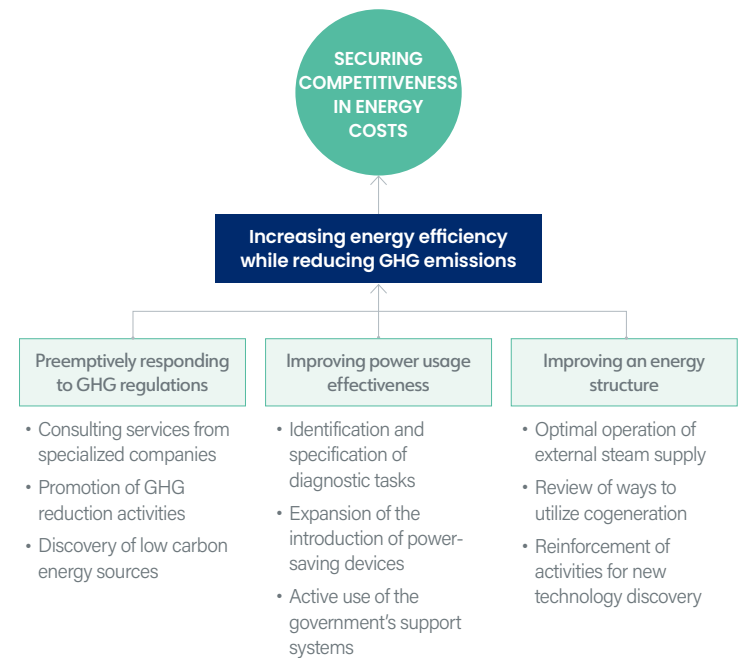 SECURING
COMPETITIVENESS
IN ENERGY
COSTS
Increasing energy efficiency
while reducing GHG emissions
Preemptively responding
to GHG regulations
• Consulting services from
specialized companies
• Promotion of GHG
reduction activities
• Discovery of low carbon
energy sources
Improving power usage
effectiveness
• Identification and
specification of
diagnostic tasks
• Expansion of the
introduction of power-
saving devices
• Active use of the
government's support
systems
Improving an energy
structure
• Optimal operation of
external steam supply
• Review of ways to
utilize cogeneration
• Reinforcement of
activities for new
technology discovery